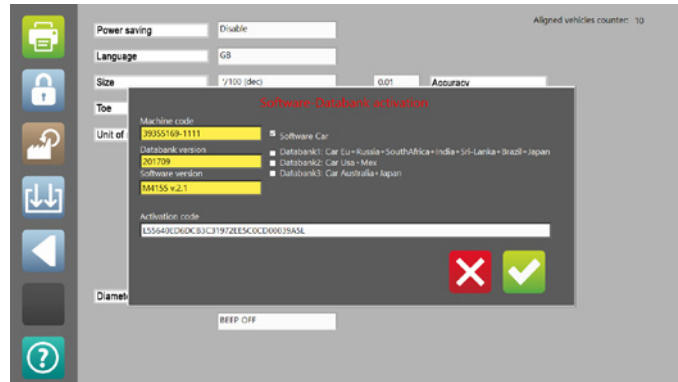 Aligned vehicles counter: 10
Power saving Disable
Language GB
Size °/100 (dec) 0.01 Accuracy
Toe
Unit of
Software-Databank activation
Machine code
39355169-1111
Software Car
Databank version
201709
Databank1: Car Eu+Russia+SouthAfrica+India+Sri-Lanka+Brazil+Japan
Databank2: Car Usa+Mex
Software version
Databank3: Car Australia+Japan
M4155 v.2.1
Activation code
Diamet
BEEP OFF